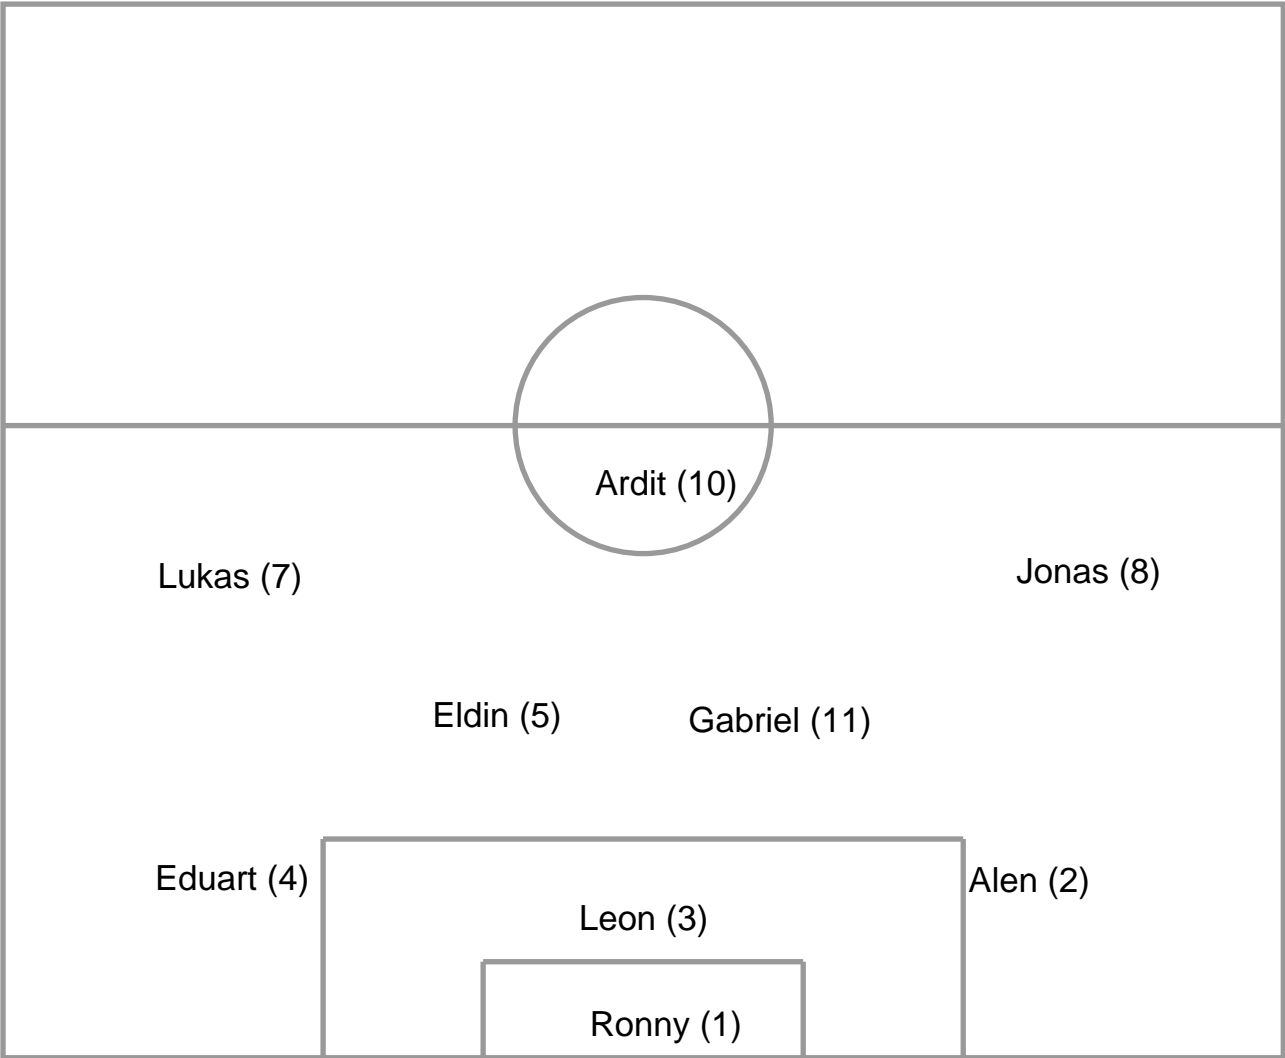 Ardit (10)
Lukas (7)
Jonas (8)
Eldin (5)
Gabriel (11)
Eduart (4)
Alen (2)
Leon (3)
Ronny (1)